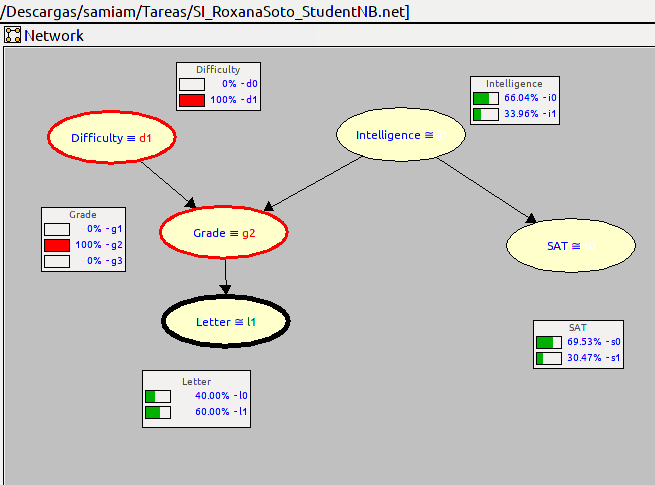 /Descargas/samiam/Tareas/SI_RoxanaSoto_StudentNB.net]
Network
Difficulty
0% -d0
100% -d1
Intelligence
66.04% -i0
33.96% -i1
Difficulty ≡ d1
Intelligence ≅
Grade
0% -g1
100% -g2
0% -g3
Grade ≡ g2
SAT ≅
Letter ≅ l1
SAT
69.53% -s0
30.47% -s1
Letter
40.00% -l0
60.00% -l1